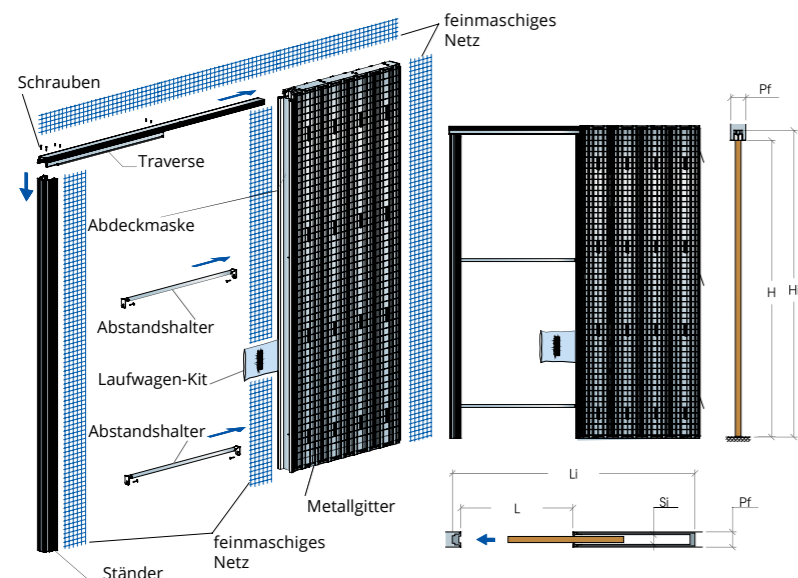 feinmaschiges
Netz
Schrauben
Traverse
Abdeckmaske
Abstandshalter
Laufwagen-Kit
Abstandshalter
Metallgitter
feinmaschiges
Netz
Ständer
Pf
H
H
Li
L
Si
Pf